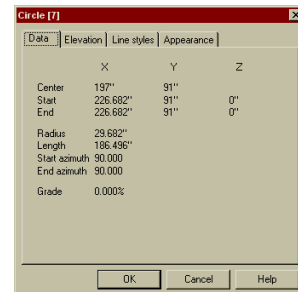 Circle [7]
Data Elevation Line styles Appearance
X Y Z
Center 197" 91"
Start 226.682" 91" 0"
End 226.682" 91" 0"
Radius 29.682"
Length 186.496"
Start azimuth 90.000
End azimuth 90.000
Grade 0.000%
OK Cancel Help